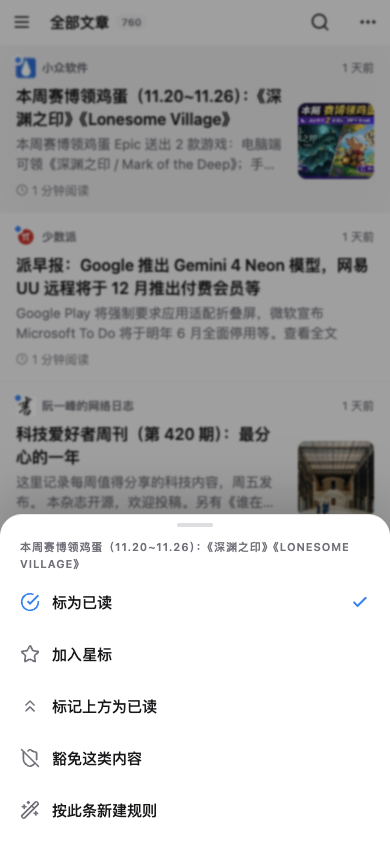 全部文章 760
小众软件 1 天前
本周赛博领鸡蛋（11.20~11.26）：《深
渊之印》《Lonesome Village》
本周赛博领鸡蛋 Epic 送出 2 款游戏：电脑端
可领《深渊之印 / Mark of the Deep》；手...
1 分钟阅读
少数派 1 天前
派早报：Google 推出 Gemini 4 Neon 模型，网易
UU 远程将于 12 月推出付费会员等
Google Play 将强制要求应用适配折叠屏，微软宣布
Microsoft To Do 将于明年 6 月全面停用等。查看全文
1 分钟阅读
阮一峰的网络日志 1 天前
科技爱好者周刊（第 420 期）：最分
心的一年
这里记录每周值得分享的科技内容，周五发
布。 本杂志开源，欢迎投稿。另有《谁在...
本周赛博领鸡蛋（11.20~11.26）：《深渊之印》《LONESOME
VILLAGE》
标为已读
加入星标
标记上方为已读
豁免这类内容
按此条新建规则